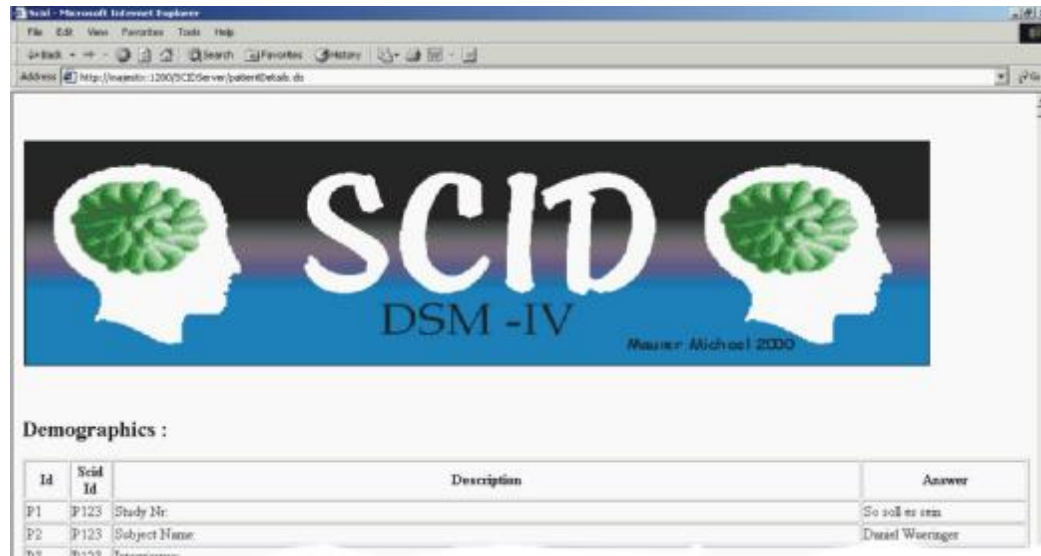 Scid - Microsoft Internet Explorer
File Edit View Favorites Tools Help
Back Search Favorites History
Address http://majestix:1200/SCIDServer/patientDetails.do
SCID
DSM -IV
Maurer Michael 2000
Demographics :
Id Scid Id Description Answer
P1 P123 Study Nr: So soll es sein
P2 P123 Subject Name: Daniel
P3 P123